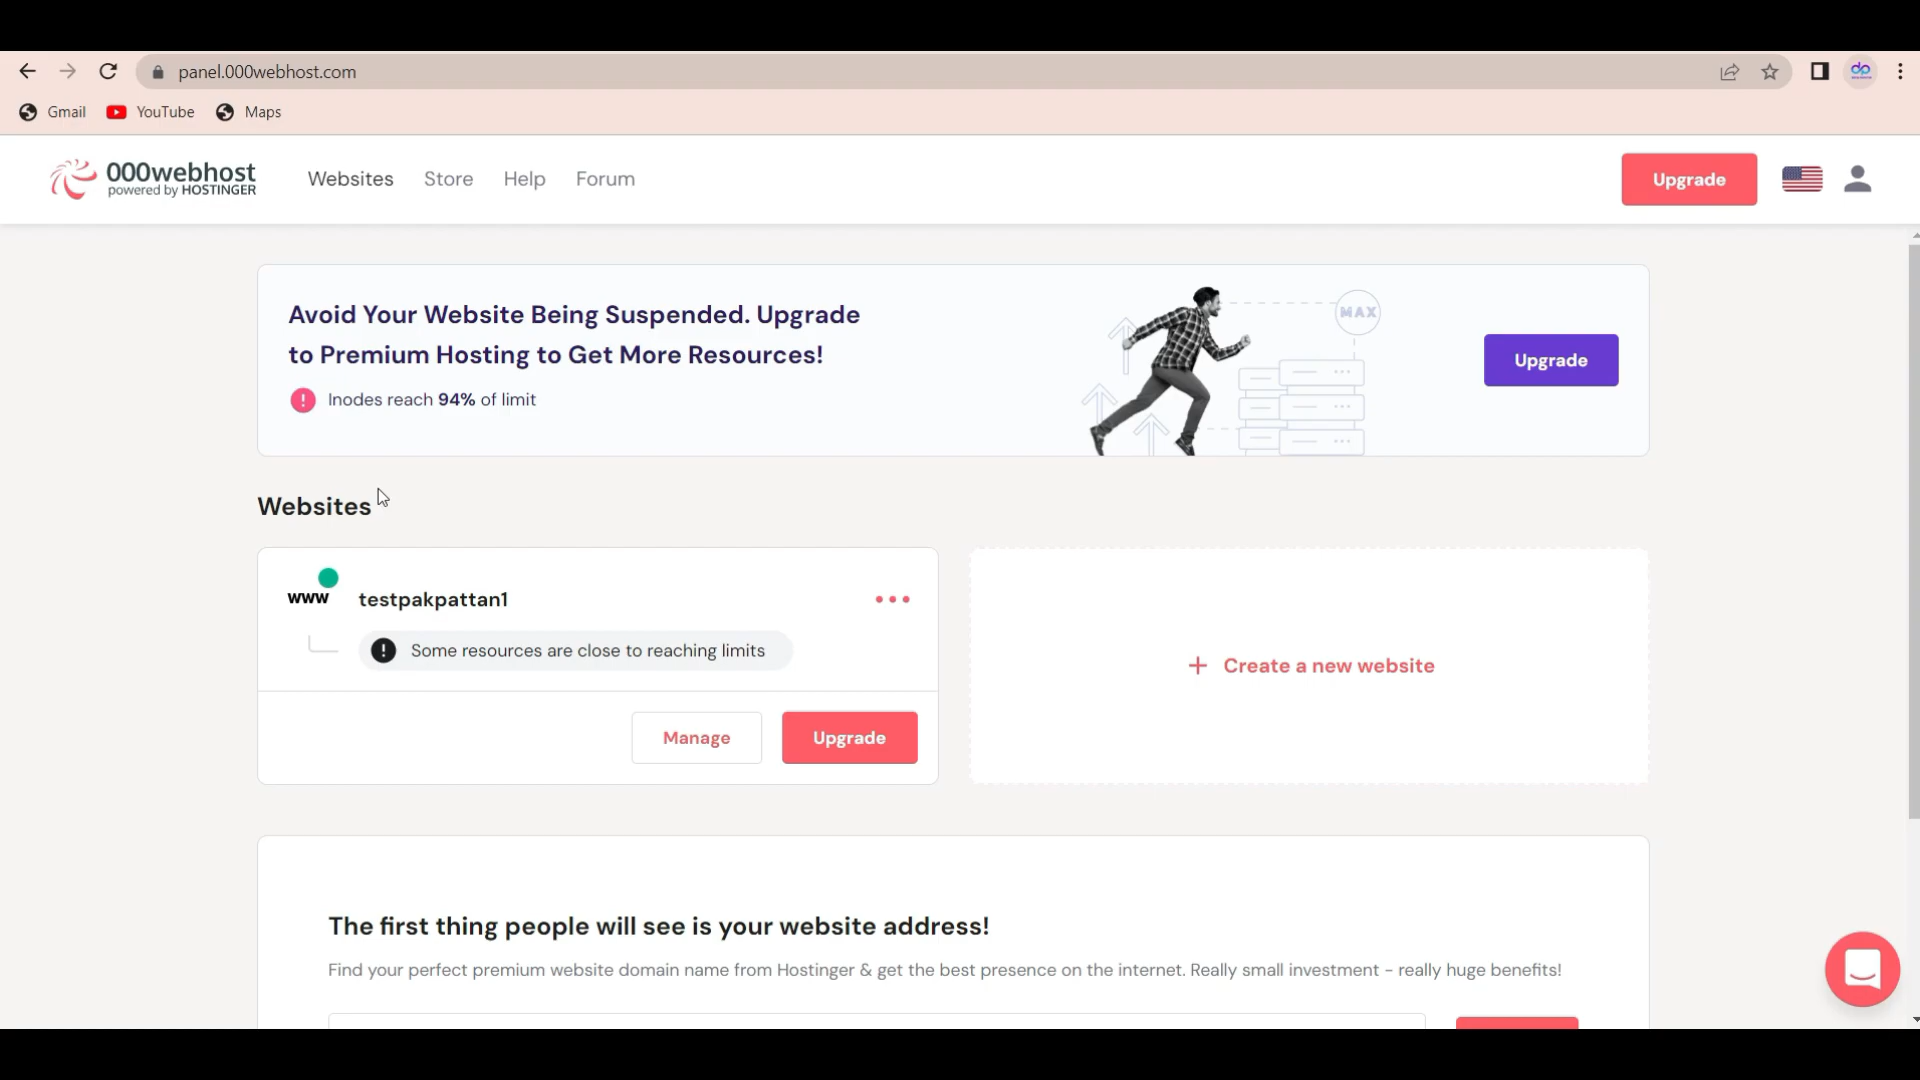 panel.000webhost.com
Gmail YouTube Maps
000webhost
powered by HOSTINGER
Websites Store Help Forum
Upgrade
Avoid Your Website Being Suspended. Upgrade
to Premium Hosting to Get More Resources!
Inodes reach 94% of limit
MAX
Upgrade
Websites
www
testpakpattan1
Some resources are close to reaching limits
Manage Upgrade
+ Create a new website
The first thing people will see is your website address!
Find your perfect premium website domain name from Hostinger & get the best presence on the internet. Really small investment - really huge benefits!